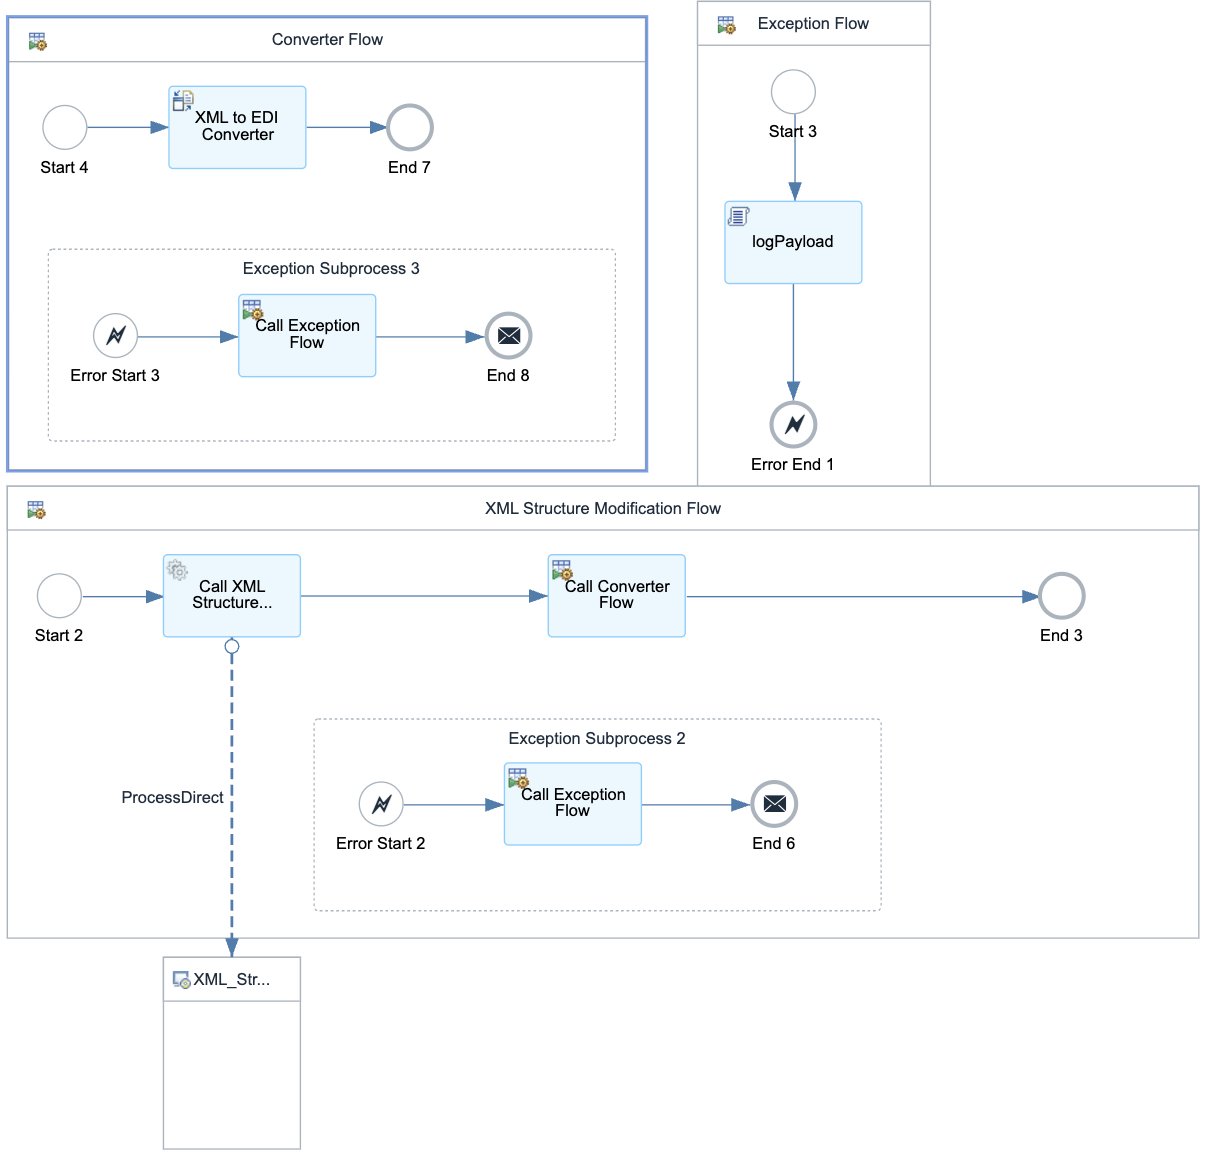 Converter Flow
Start 4
XML to EDI
Converter
End 7
Exception Subprocess 3
Error Start 3
Call Exception
Flow
End 8
Exception Flow
Start 3
logPayload
Error End 1
XML Structure Modification Flow
Start 2
Call XML
Structure...
Call Converter
Flow
End 3
ProcessDirect
Exception Subprocess 2
Error Start 2
Call Exception
Flow
End 6
XML_Str...